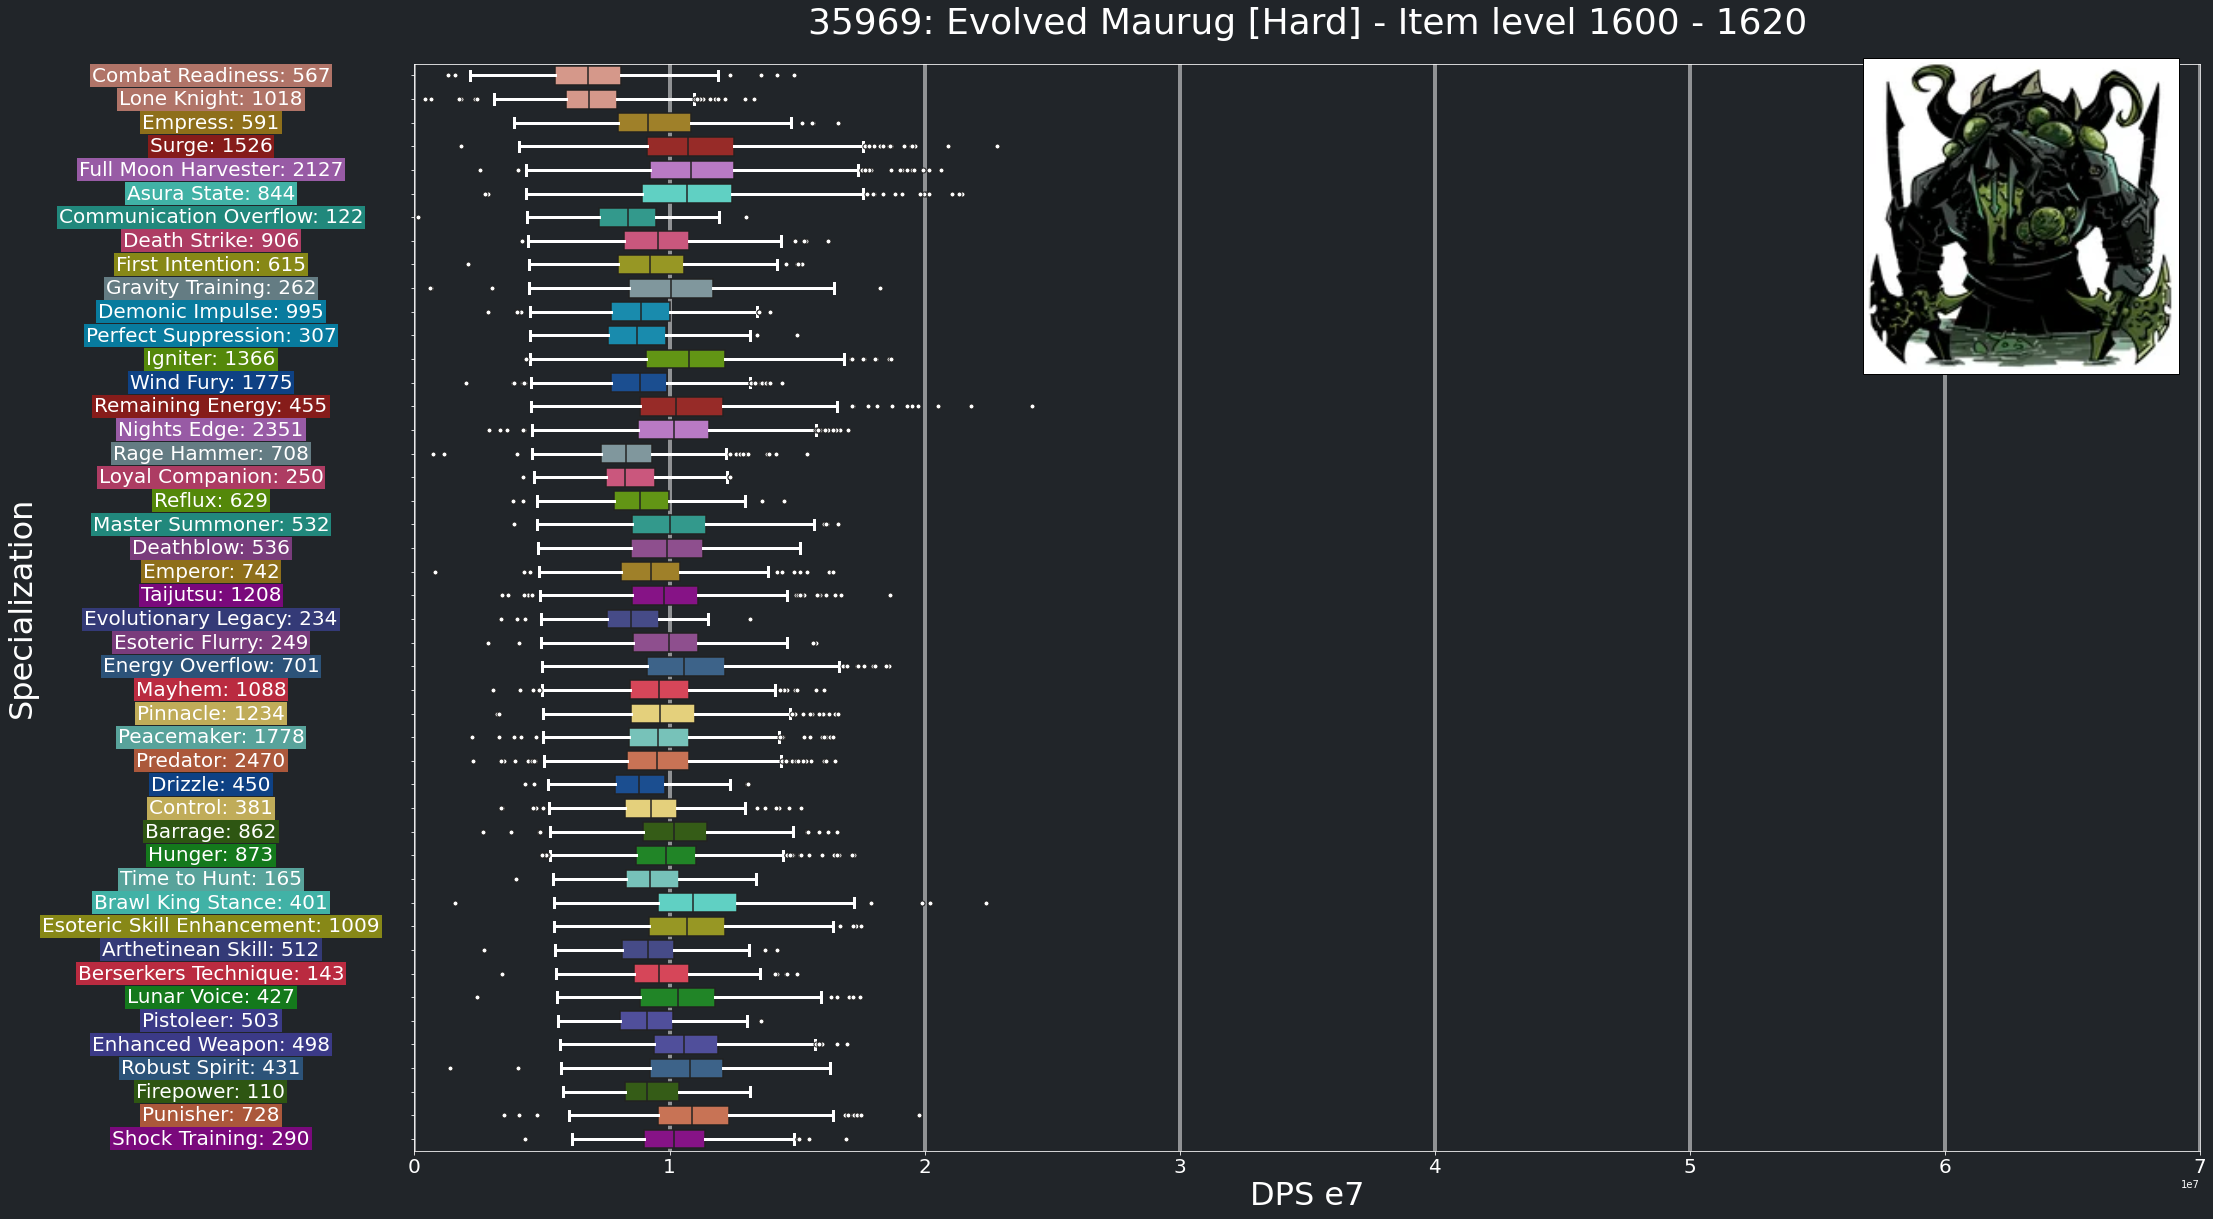 35969: Evolved Maurug [Hard] - Item level 1600 - 1620
Specialization
Combat Readiness: 567
Lone Knight: 1018
Empress: 591
Surge: 1526
Full Moon Harvester: 2127
Asura State: 844
Communication Overflow: 122
Death Strike: 906
First Intention: 615
Gravity Training: 262
Demonic Impulse: 995
Perfect Suppression: 307
Igniter: 1366
Wind Fury: 1775
Remaining Energy: 455
Nights Edge: 2351
Rage Hammer: 708
Loyal Companion: 250
Reflux: 629
Master Summoner: 532
Deathblow: 536
Emperor: 742
Taijutsu: 1208
Evolutionary Legacy: 234
Esoteric Flurry: 249
Energy Overflow: 701
Mayhem: 1088
Pinnacle: 1234
Peacemaker: 1778
Predator: 2470
Drizzle: 450
Control: 381
Barrage: 862
Hunger: 873
Time to Hunt: 165
Brawl King Stance: 401
Esoteric Skill Enhancement: 1009
Arthetinean Skill: 512
Berserkers Technique: 143
Lunar Voice: 427
Pistoleer: 503
Enhanced Weapon: 498
Robust Spirit: 431
Firepower: 110
Punisher: 728
Shock Training: 290
0 1 2 3 4 5 6 7
1e7
DPS e7